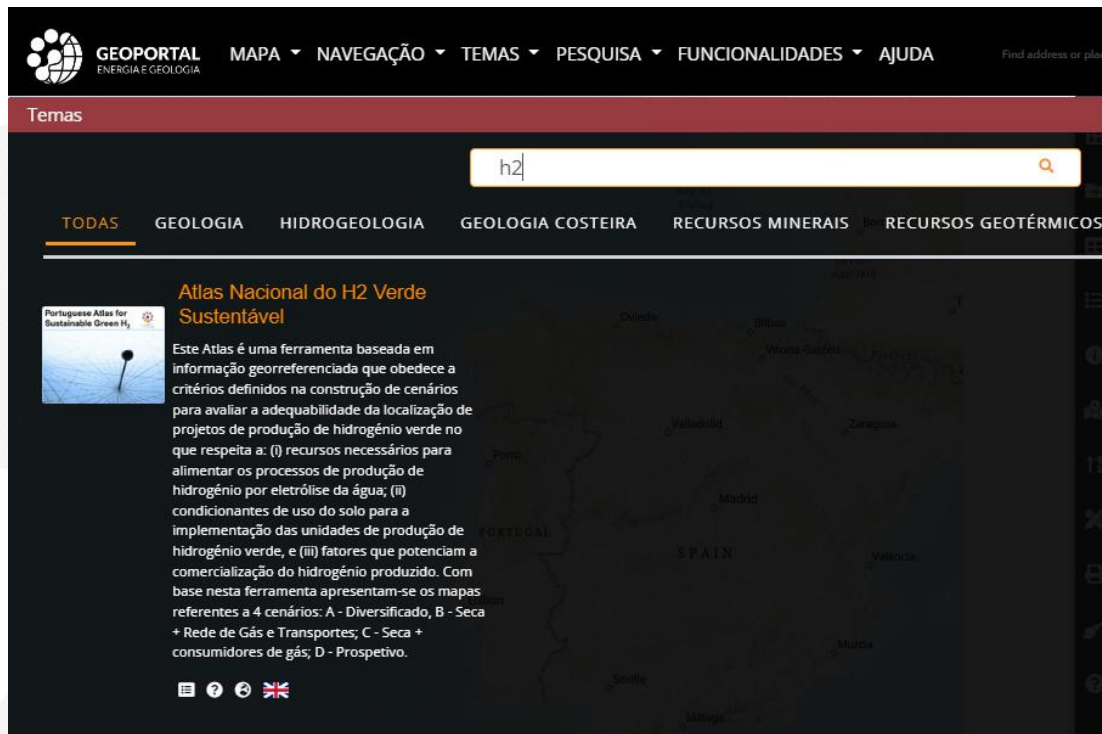 GEOPORTAL
ENERGIA E GEOLOGIA
MAPA NAVEGAÇÃO TEMAS PESQUISA FUNCIONALIDADES AJUDA
Find address or plac
Temas
h2
TODAS GEOLOGIA HIDROGEOLOGIA GEOLOGIA COSTEIRA RECURSOS MINERAIS RECURSOS GEOTÉRMICOS
Portuguese Atlas for
Sustainable Green H₂
Atlas Nacional do H2 Verde
Sustentável
Este Atlas é uma ferramenta baseada em
informação georreferenciada que obedece a
critérios definidos na construção de cenários
para avaliar a adequabilidade da localização de
projetos de produção de hidrogénio verde no
que respeita a: (i) recursos necessários para
alimentar os processos de produção de
hidrogénio por eletrólise da água; (ii)
condicionantes de uso do solo para a
implementação das unidades de produção de
hidrogénio verde, e (iii) fatores que potenciam a
comercialização do hidrogénio produzido. Com
base nesta ferramenta apresentam-se os mapas
referentes a 4 cenários: A - Diversificado, B - Seca
+ Rede de Gás e Transportes; C - Seca +
consumidores de gás; D - Prospetivo.
Oviedo
Bilbao
Vitoria-Gasteiz
Valladolid
Zaragoza
Porto
Madrid
PORTUGAL
SPAIN
Valencia
Lisbon
Murcia
Seville
Málaga